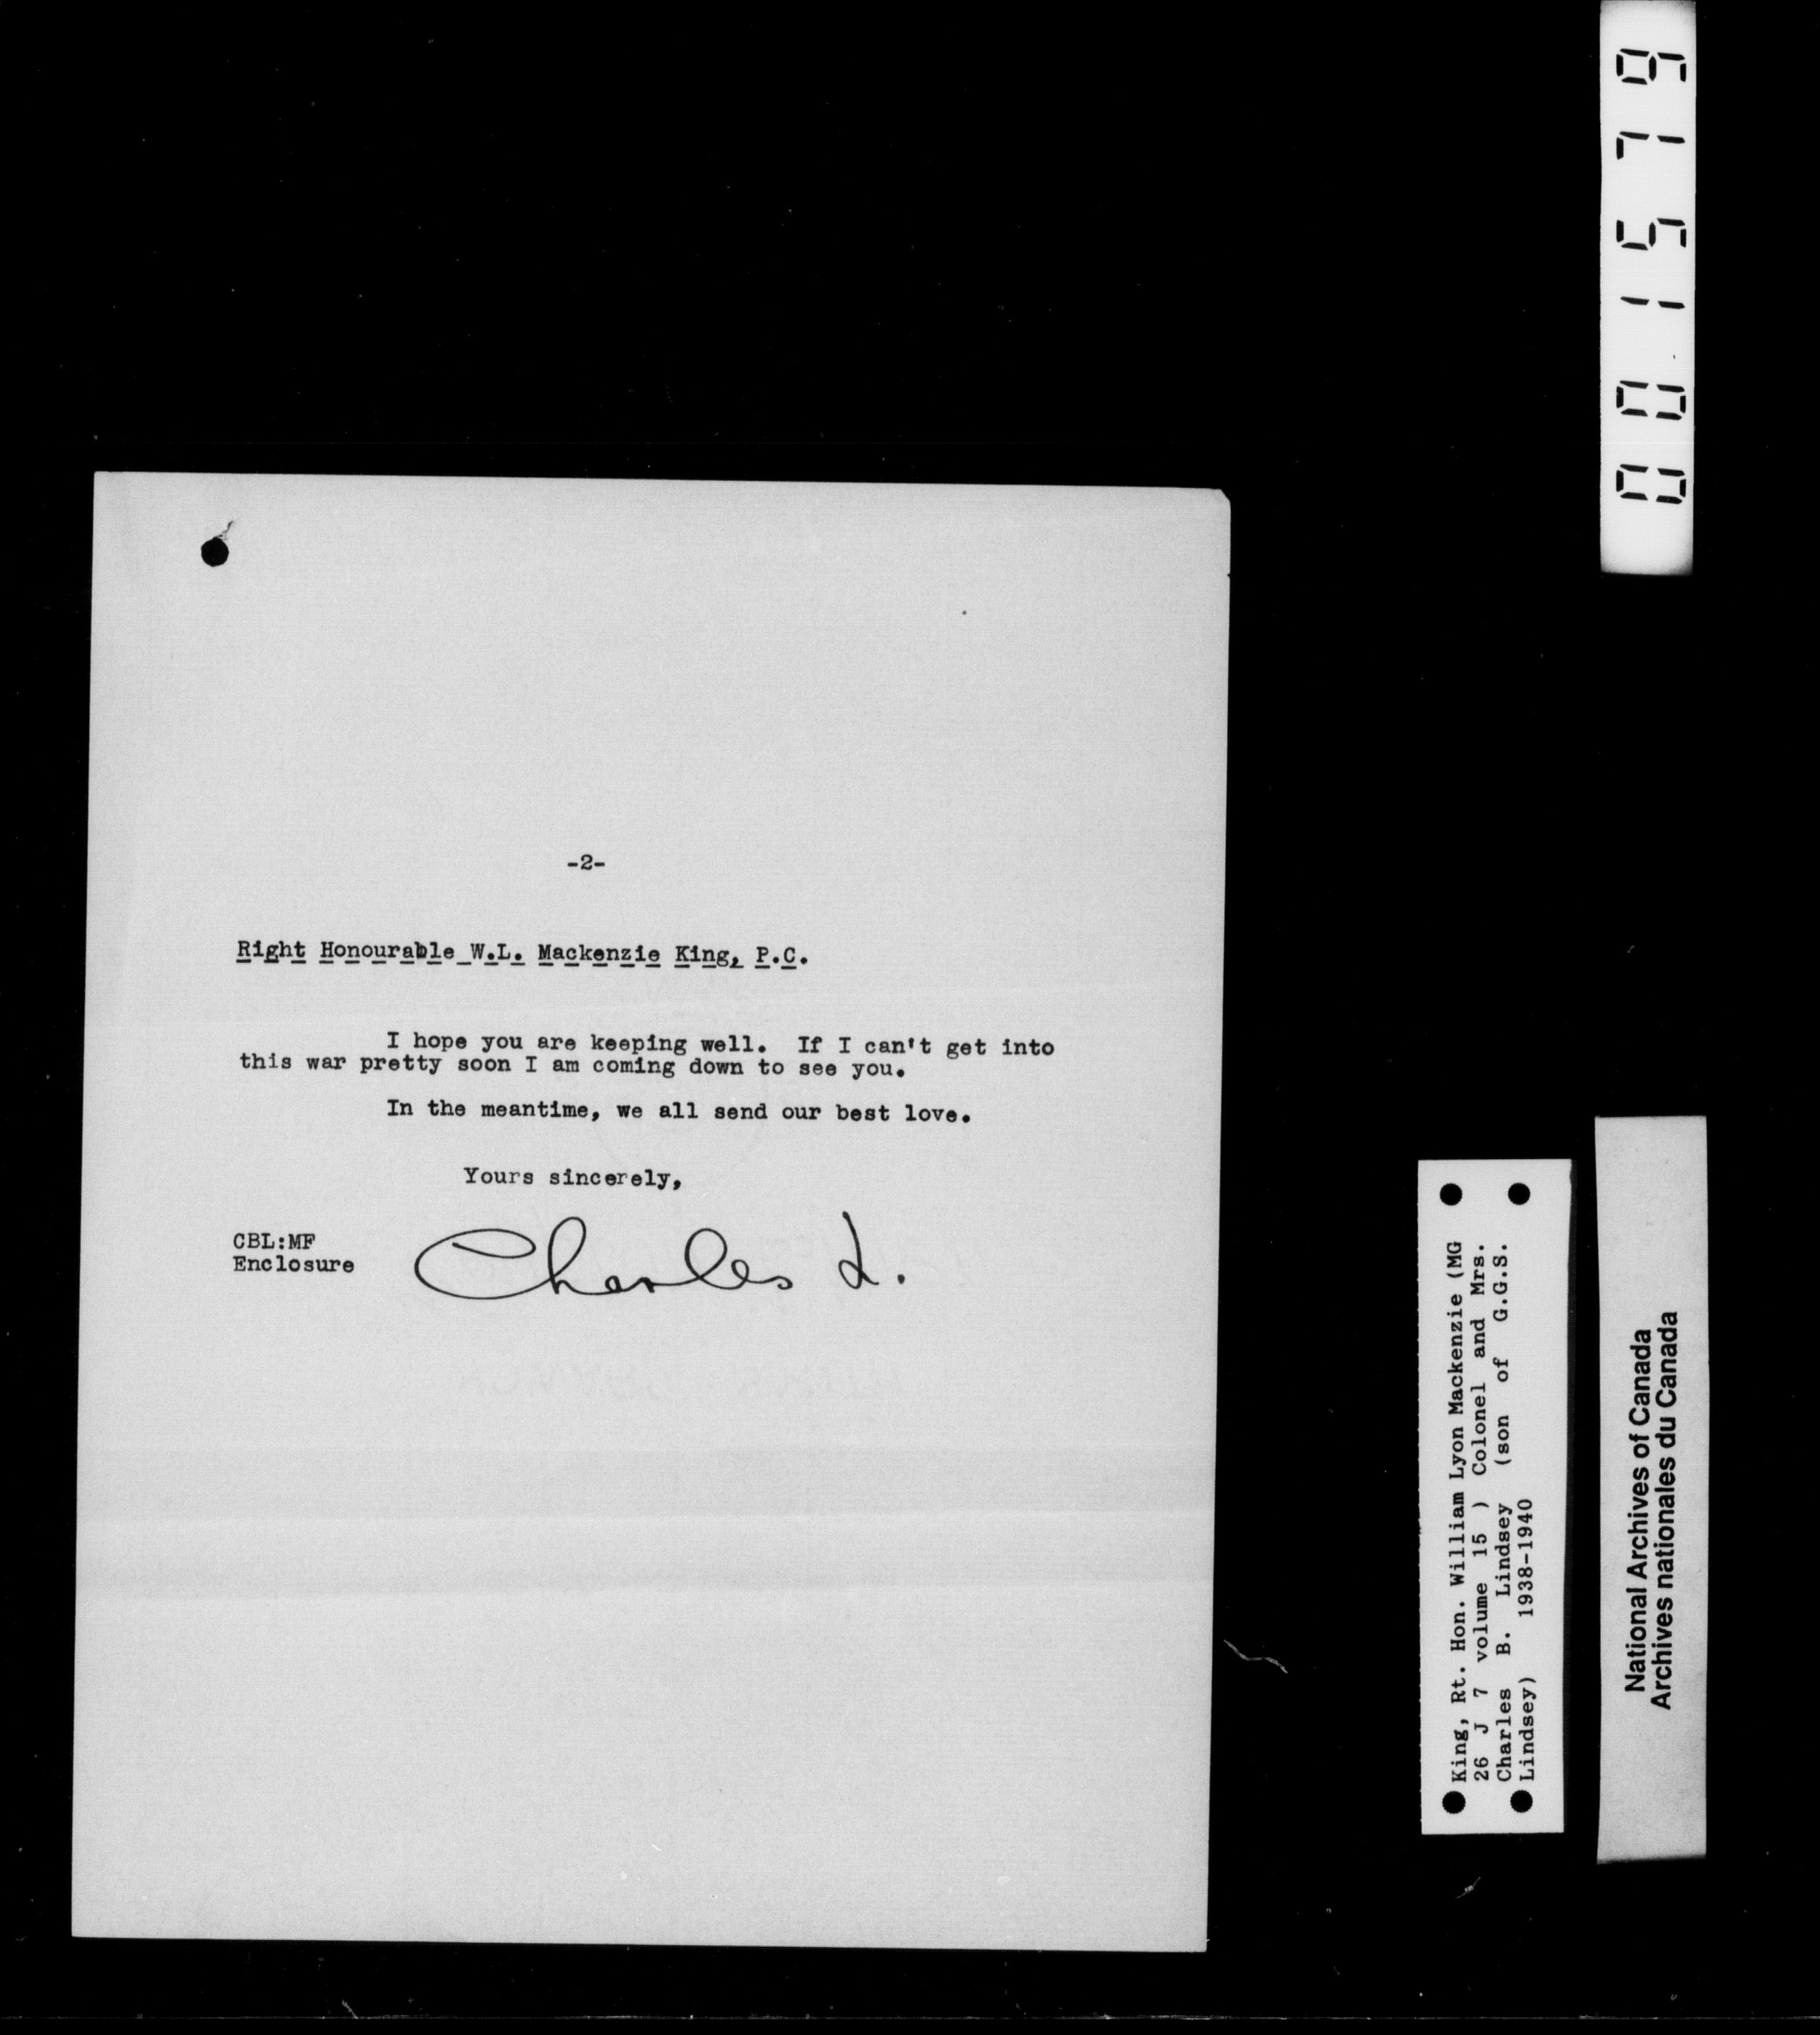 -2-
Right Honourable W.L. Mackenzie King, P.C.
I hope you are keeping well. If I can't get into
this war pretty soon I am coming down to see you.
In the meantime, we all send our best love.
Yours sincerely,
CBL:MF
Enclosure
Charles L.
001579
King, Rt. Hon. William Lyon Mackenzie (MG
26 J 7 volume 15 ) Colonel and Mrs.
Charles B. Lindsey (son of G.G.S.
Lindsey) 1938-1940
National Archives of Canada
Archives nationales du Canada